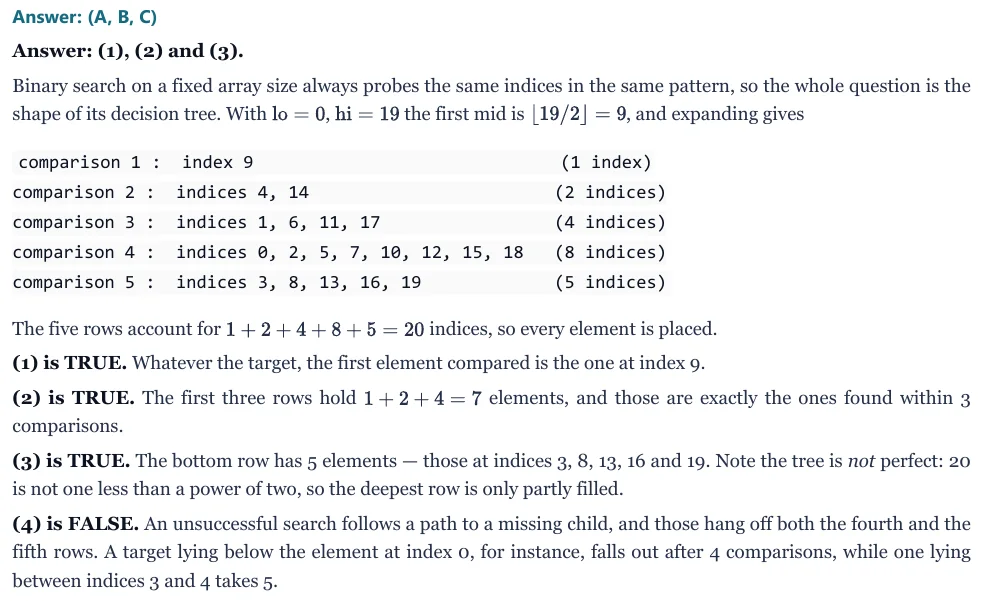 Answer: (A, B, C)
Answer: (1), (2) and (3).
Binary search on a fixed array size always probes the same indices in the same pattern, so the whole question is the
shape of its decision tree. With lo = 0, hi = 19 the first mid is ⌊19/2⌋ = 9, and expanding gives
comparison 1 : index 9 (1 index)
comparison 2 : indices 4, 14 (2 indices)
comparison 3 : indices 1, 6, 11, 17 (4 indices)
comparison 4 : indices 0, 2, 5, 7, 10, 12, 15, 18 (8 indices)
comparison 5 : indices 3, 8, 13, 16, 19 (5 indices)
The five rows account for 1 + 2 + 4 + 8 + 5 = 20 indices, so every element is placed.
(1) is TRUE. Whatever the target, the first element compared is the one at index 9.
(2) is TRUE. The first three rows hold 1 + 2 + 4 = 7 elements, and those are exactly the ones found within 3
comparisons.
(3) is TRUE. The bottom row has 5 elements — those at indices 3, 8, 13, 16 and 19. Note the tree is not perfect: 20
is not one less than a power of two, so the deepest row is only partly filled.
(4) is FALSE. An unsuccessful search follows a path to a missing child, and those hang off both the fourth and the
fifth rows. A target lying below the element at index 0, for instance, falls out after 4 comparisons, while one lying
between indices 3 and 4 takes 5.